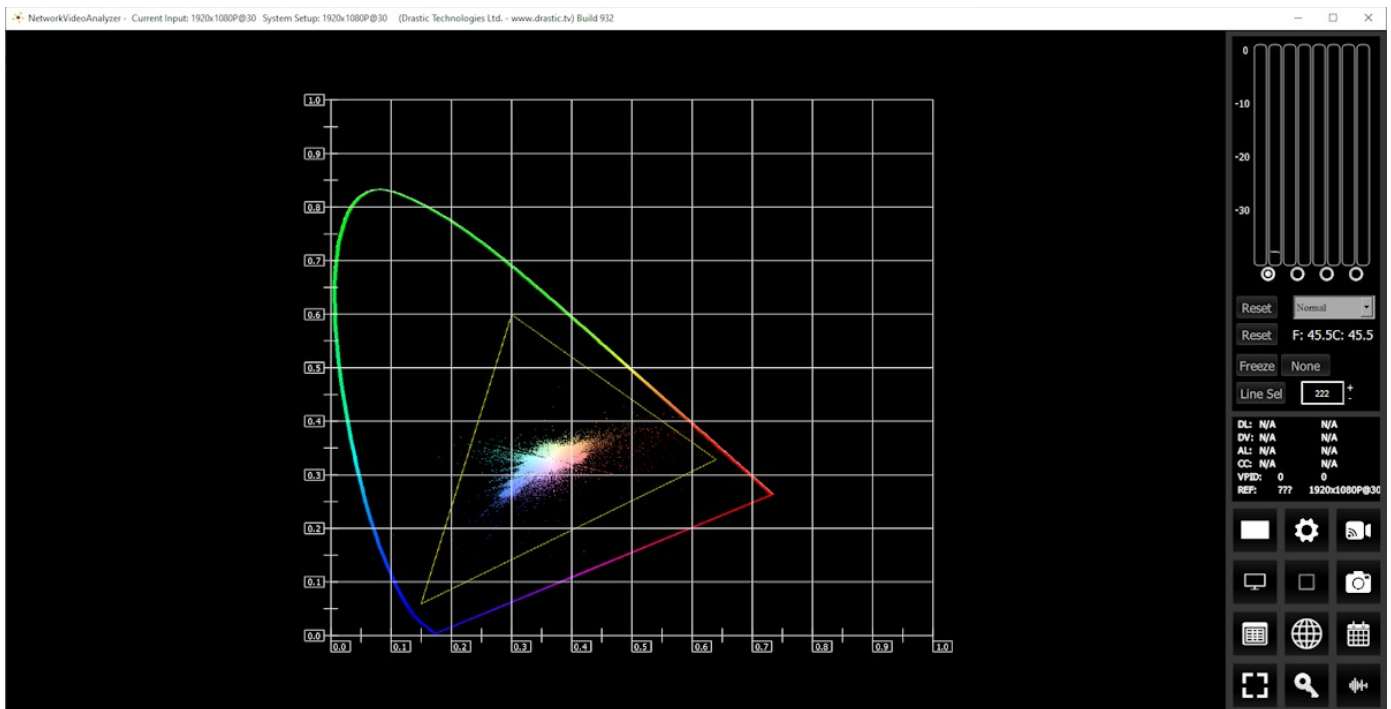 NetworkVideoAnalyzer - Current Input: 1920x1080P@30 System Setup: 1920x1080P@30 (Drastic Technologies Ltd. - www.drastic.tv) Build 932
1.0
0.9
0.8
0.7
0.6
0.5
0.4
0.3
0.2
0.1
0.0
0.0 0.1 0.2 0.3 0.4 0.5 0.6 0.7 0.8 0.9 1.0
0
-10
-20
-30
Reset Normal
Reset F: 45.5C: 45.5
Freeze None
Line Sel 222 + -
DL: N/A N/A
DV: N/A N/A
AL: N/A N/A
CC: N/A N/A
VPID: 0 0
REF: ??? 1920x1080P@30